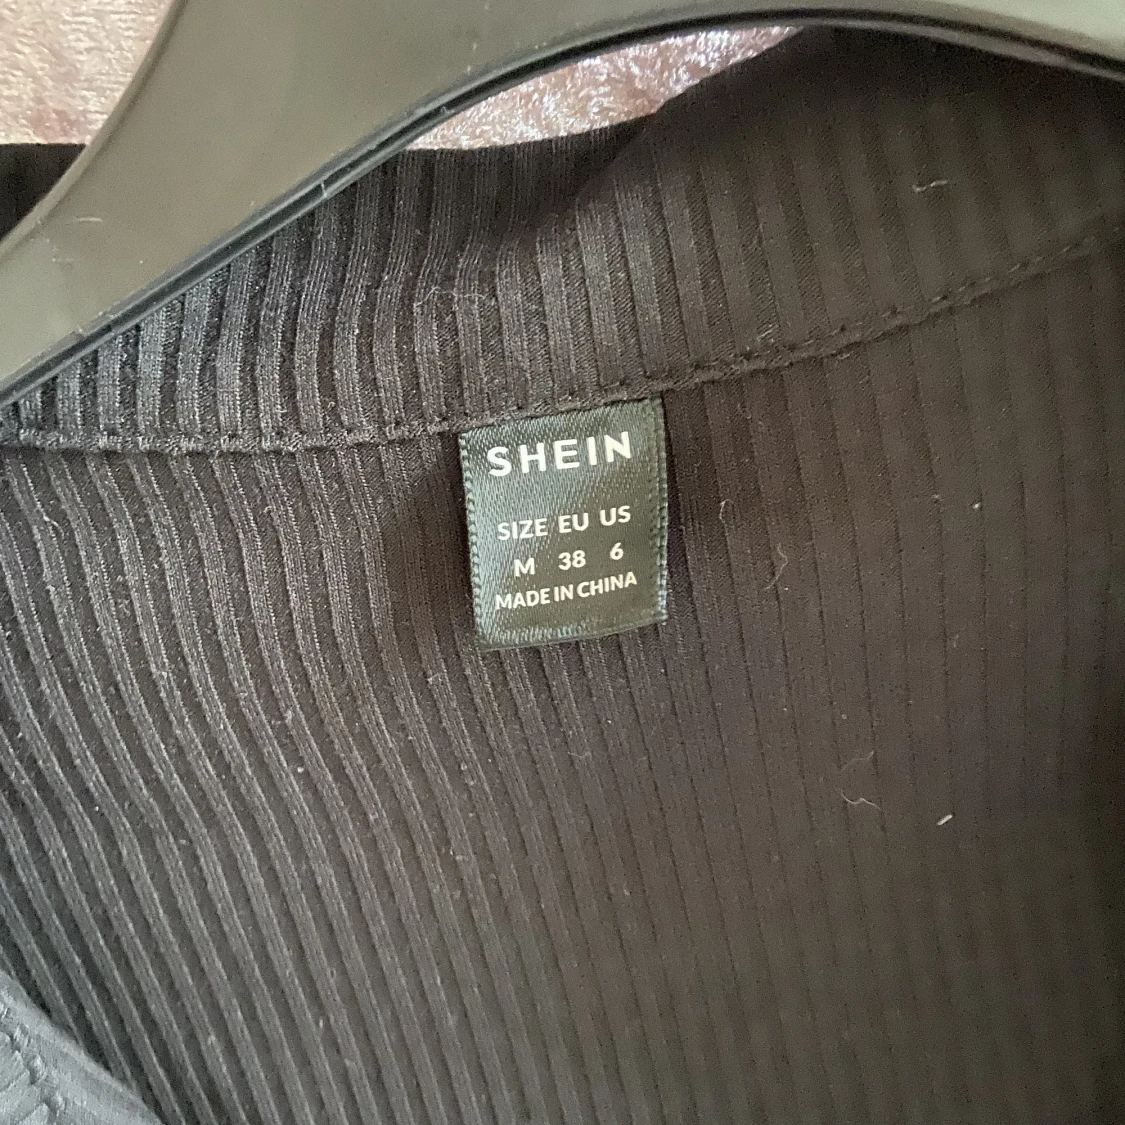 SHEIN
SIZE EU US
M 38 6
MADE IN CHINA